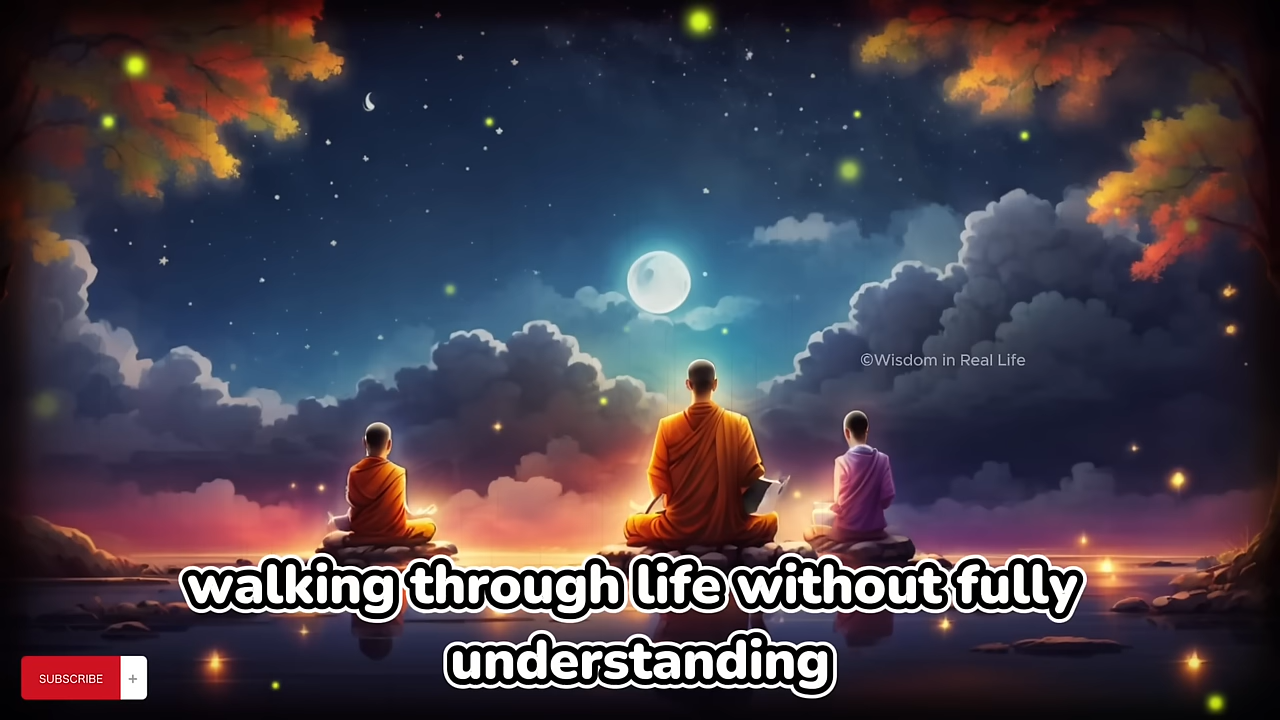 ©Wisdom in Real Life
walking through life without fully
understanding
SUBSCRIBE +